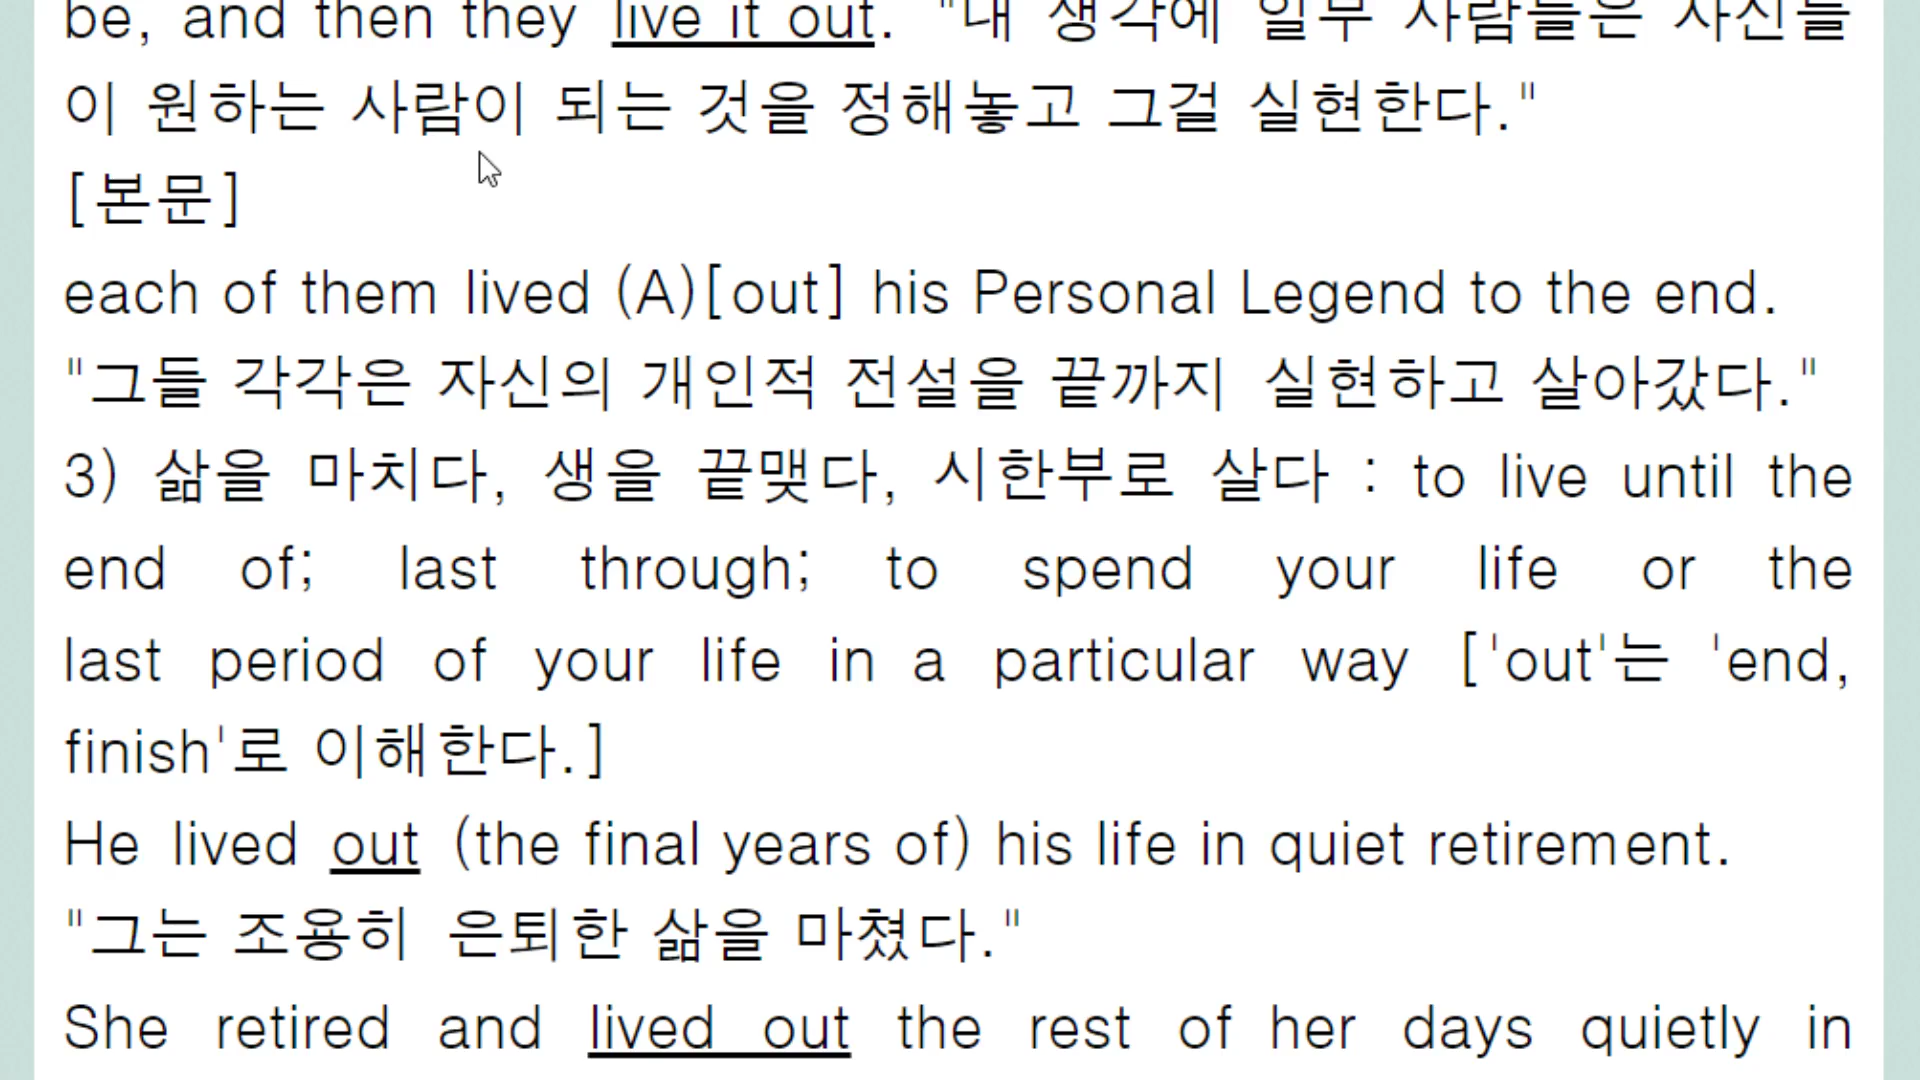 be, and then they live it out. "내 생각에 일부 사람들은 자신들
이 원하는 사람이 되는 것을 정해놓고 그걸 실현한다."
[본문]
each of them lived (A)[out] his Personal Legend to the end.
"그들 각각은 자신의 개인적 전설을 끝까지 실현하고 살아갔다."
3) 삶을 마치다, 생을 끝맺다, 시한부로 살다 : to live until the
end of; last through; to spend your life or the
last period of your life in a particular way ['out'는 'end,
finish'로 이해한다.]
He lived out (the final years of) his life in quiet retirement.
"그는 조용히 은퇴한 삶을 마쳤다."
She retired and lived out the rest of her days quietly in